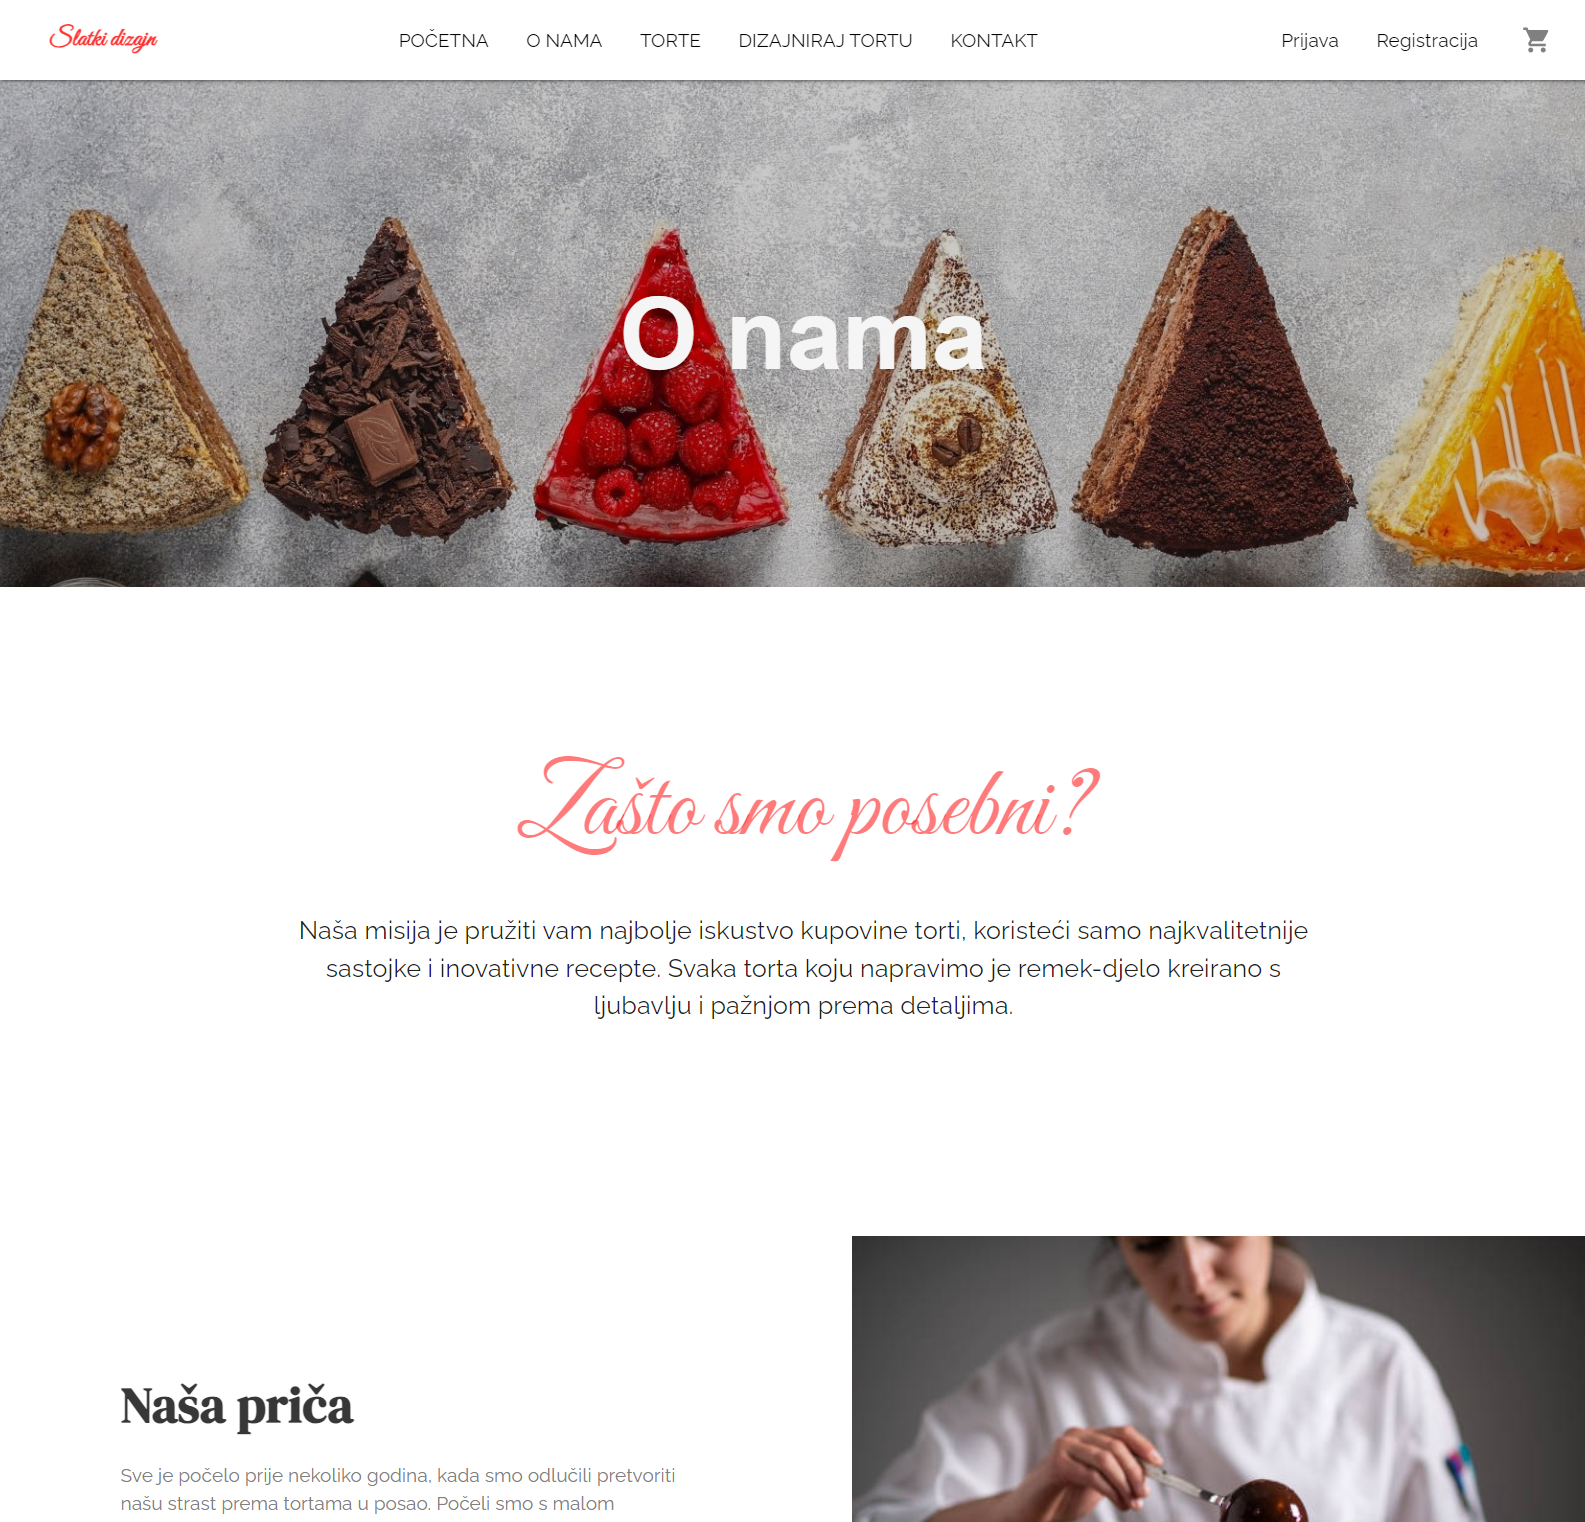 Slatki dizajn
POČETNA O NAMA TORTE DIZAJNIRAJ TORTU KONTAKT
Prijava Registracija
O nama
Zašto smo posebni?
Naša misija je pružiti vam najbolje iskustvo kupovine torti, koristeći samo najkvalitetnije
sastojke i inovativne recepte. Svaka torta koju napravimo je remek-djelo kreirano s
ljubavlju i pažnjom prema detaljima.
Naša priča
Sve je počelo prije nekoliko godina, kada smo odlučili pretvoriti
našu strast prema tortama u posao. Počeli smo s malom